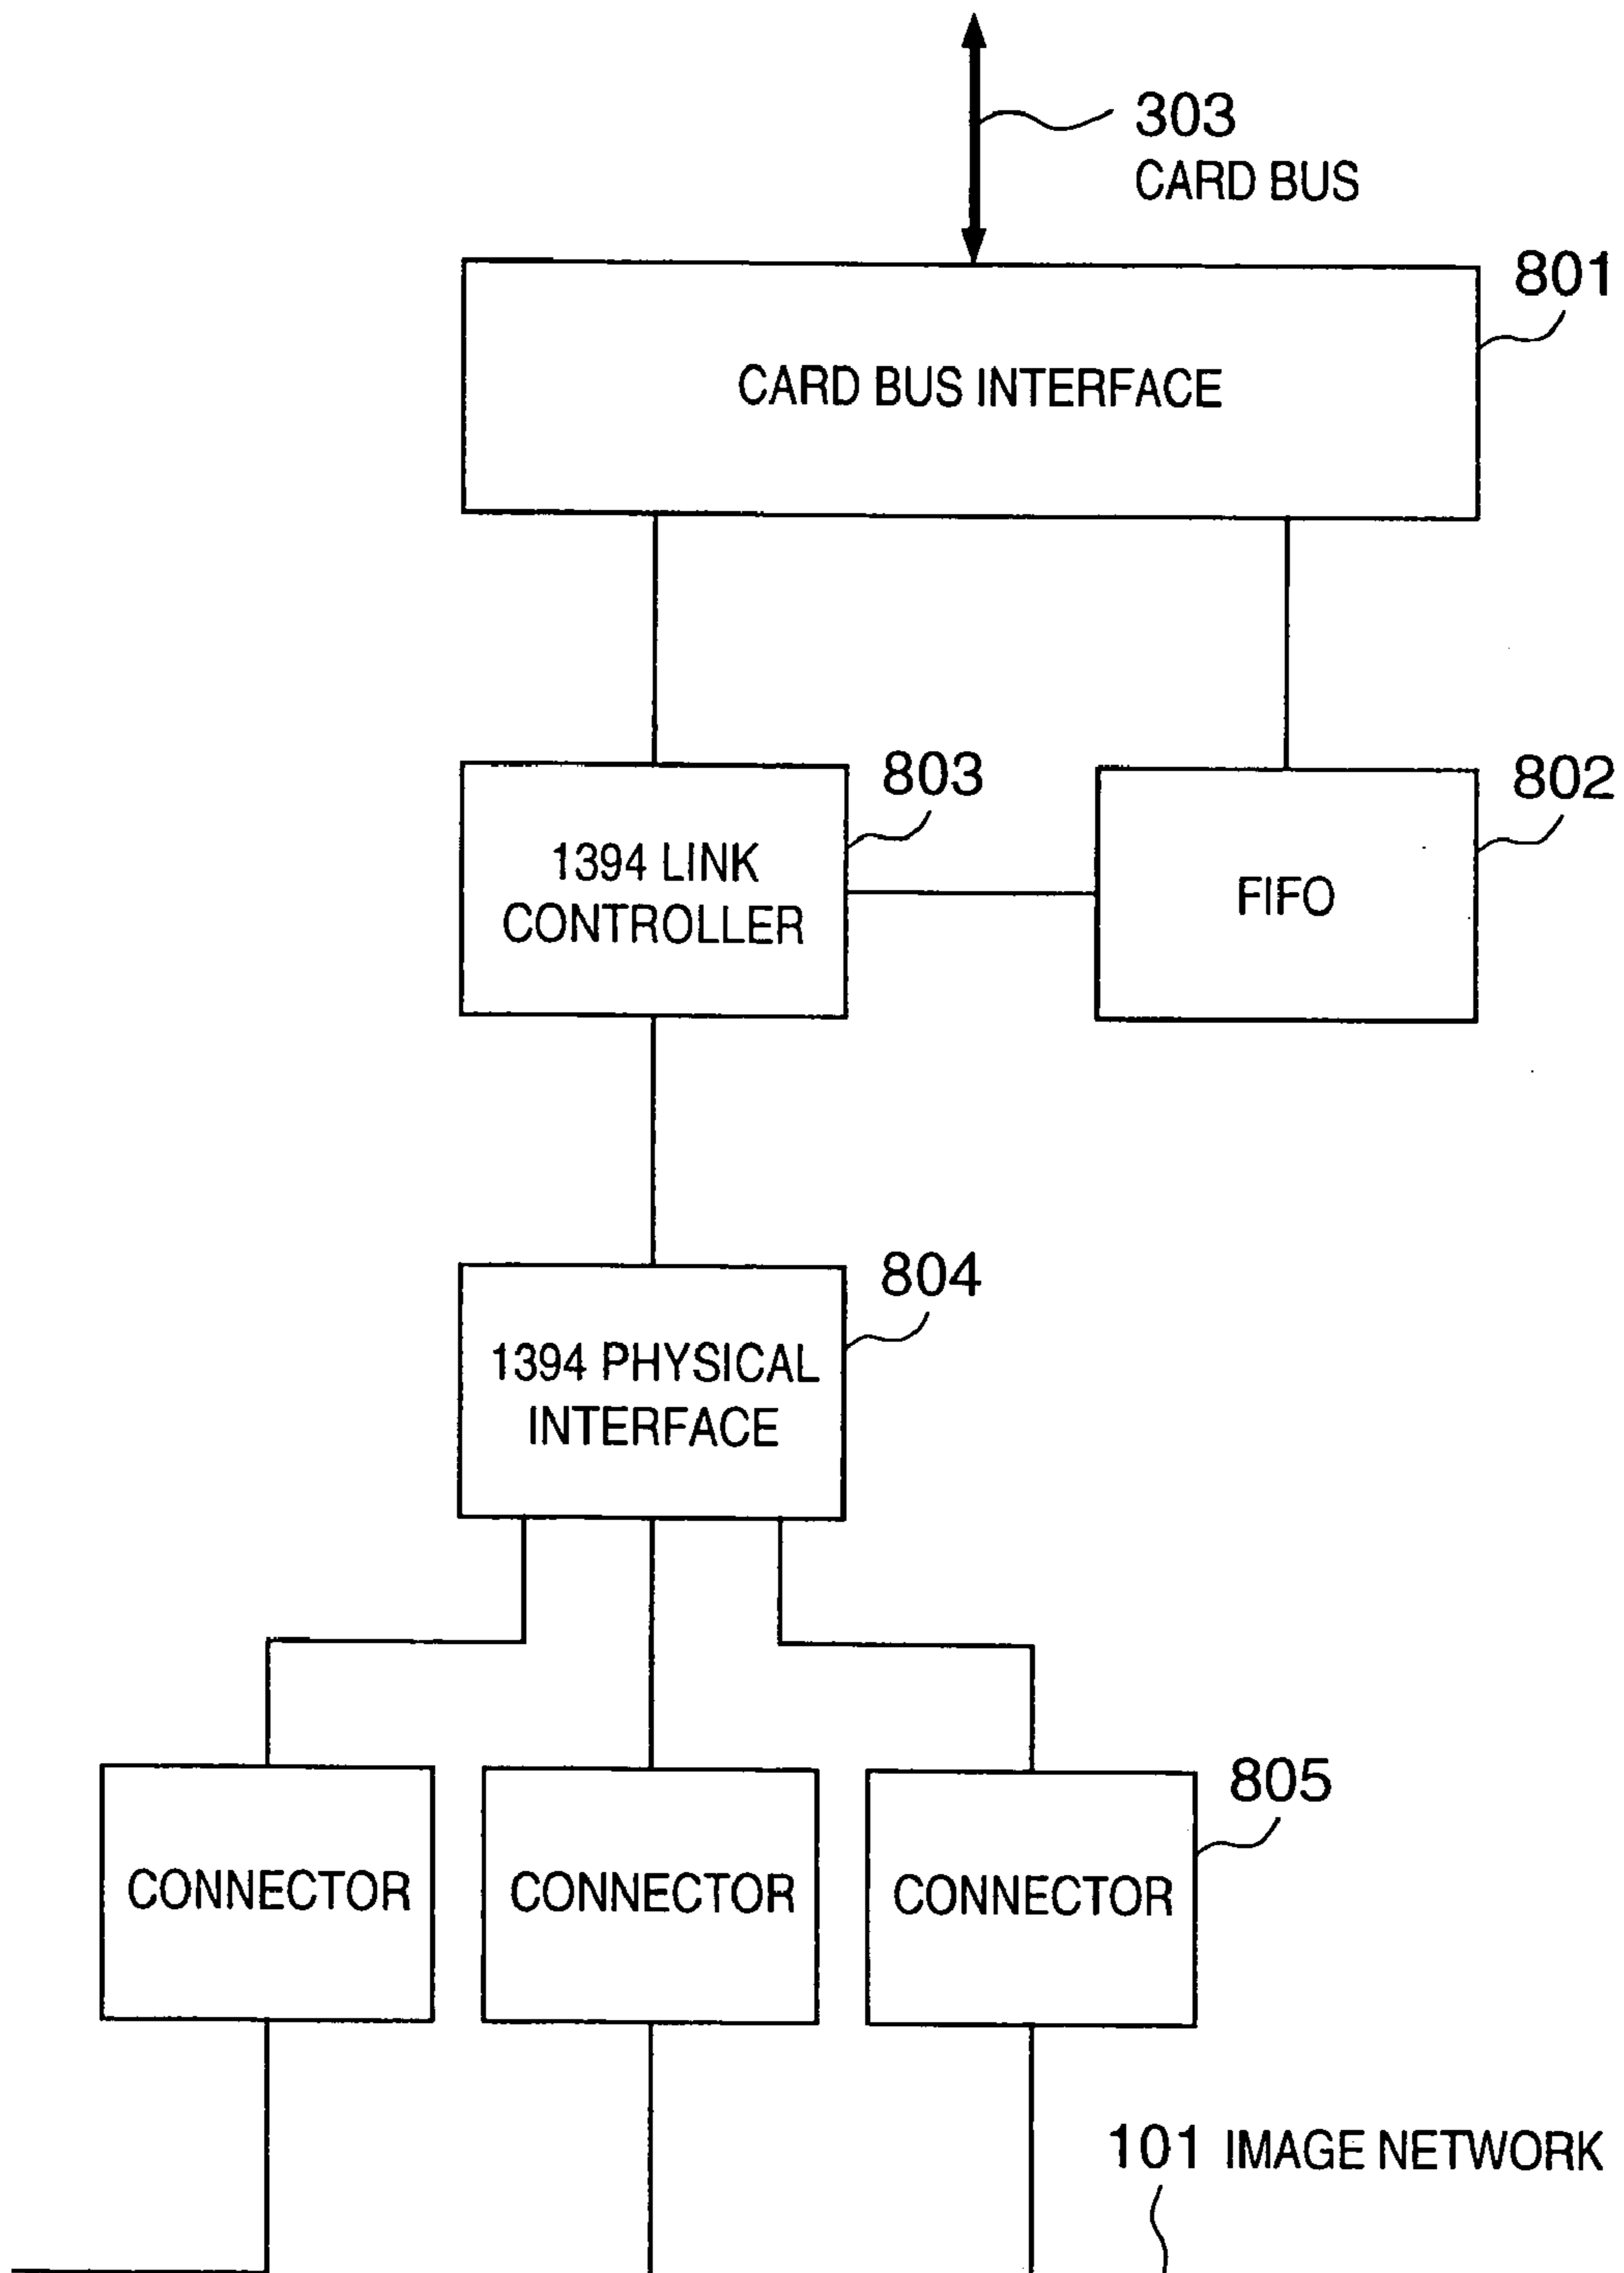 303
CARD BUS
801
CARD BUS INTERFACE
803
802
1394 LINK
CONTROLLER
FIFO
804
1394 PHYSICAL
INTERFACE
805
CONNECTOR
CONNECTOR
CONNECTOR
101 IMAGE NETWORK